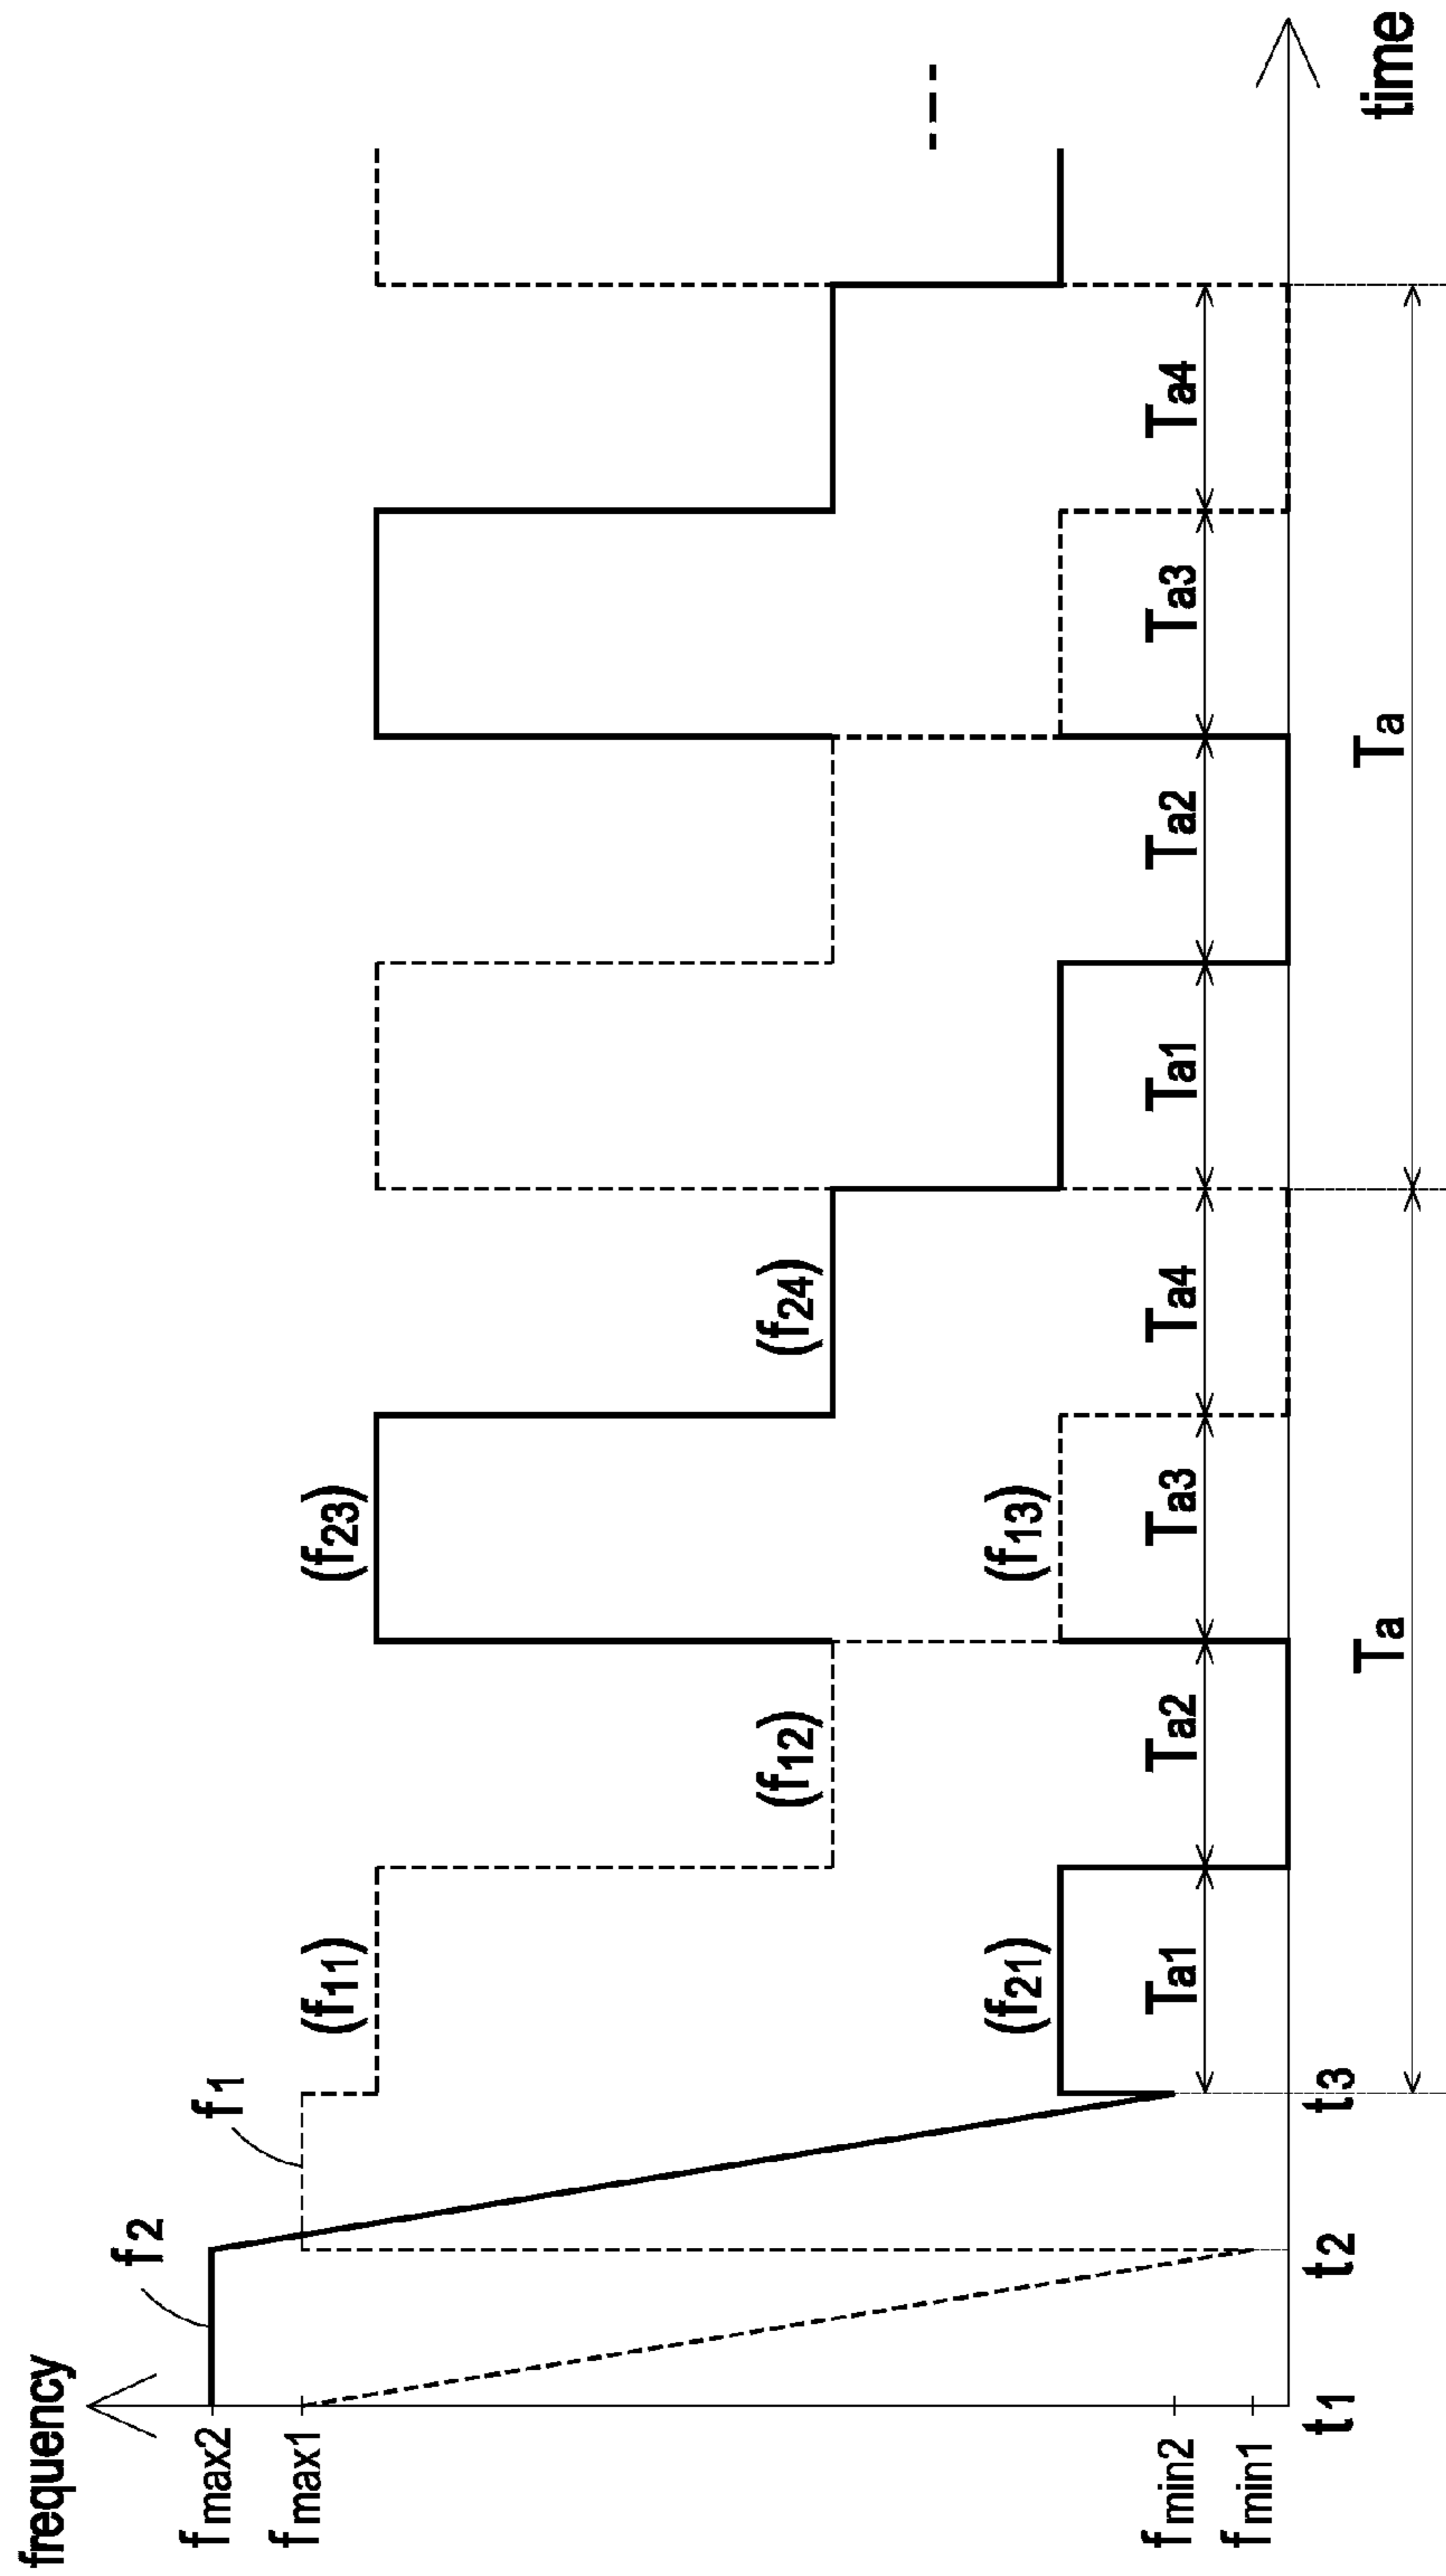 frequency
fmax2
fmax1
fmin2
fmin1
f2
f1
(f11)
(f12)
(f23)
(f24)
(f21)
(f13)
Ta1
Ta2
Ta3
Ta4
Ta1
Ta2
Ta3
Ta4
t1
t2
t3
time
Ta
Ta